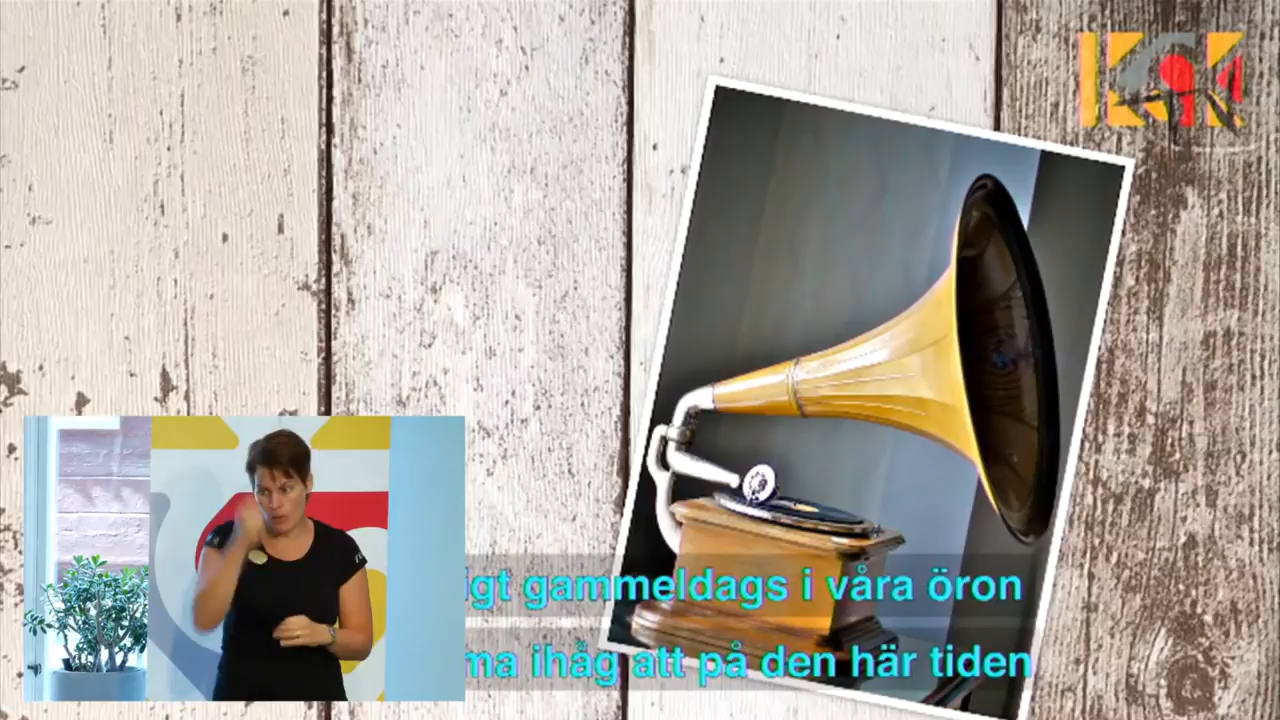 gammeldags i våra öron
ihåg att på den här tiden